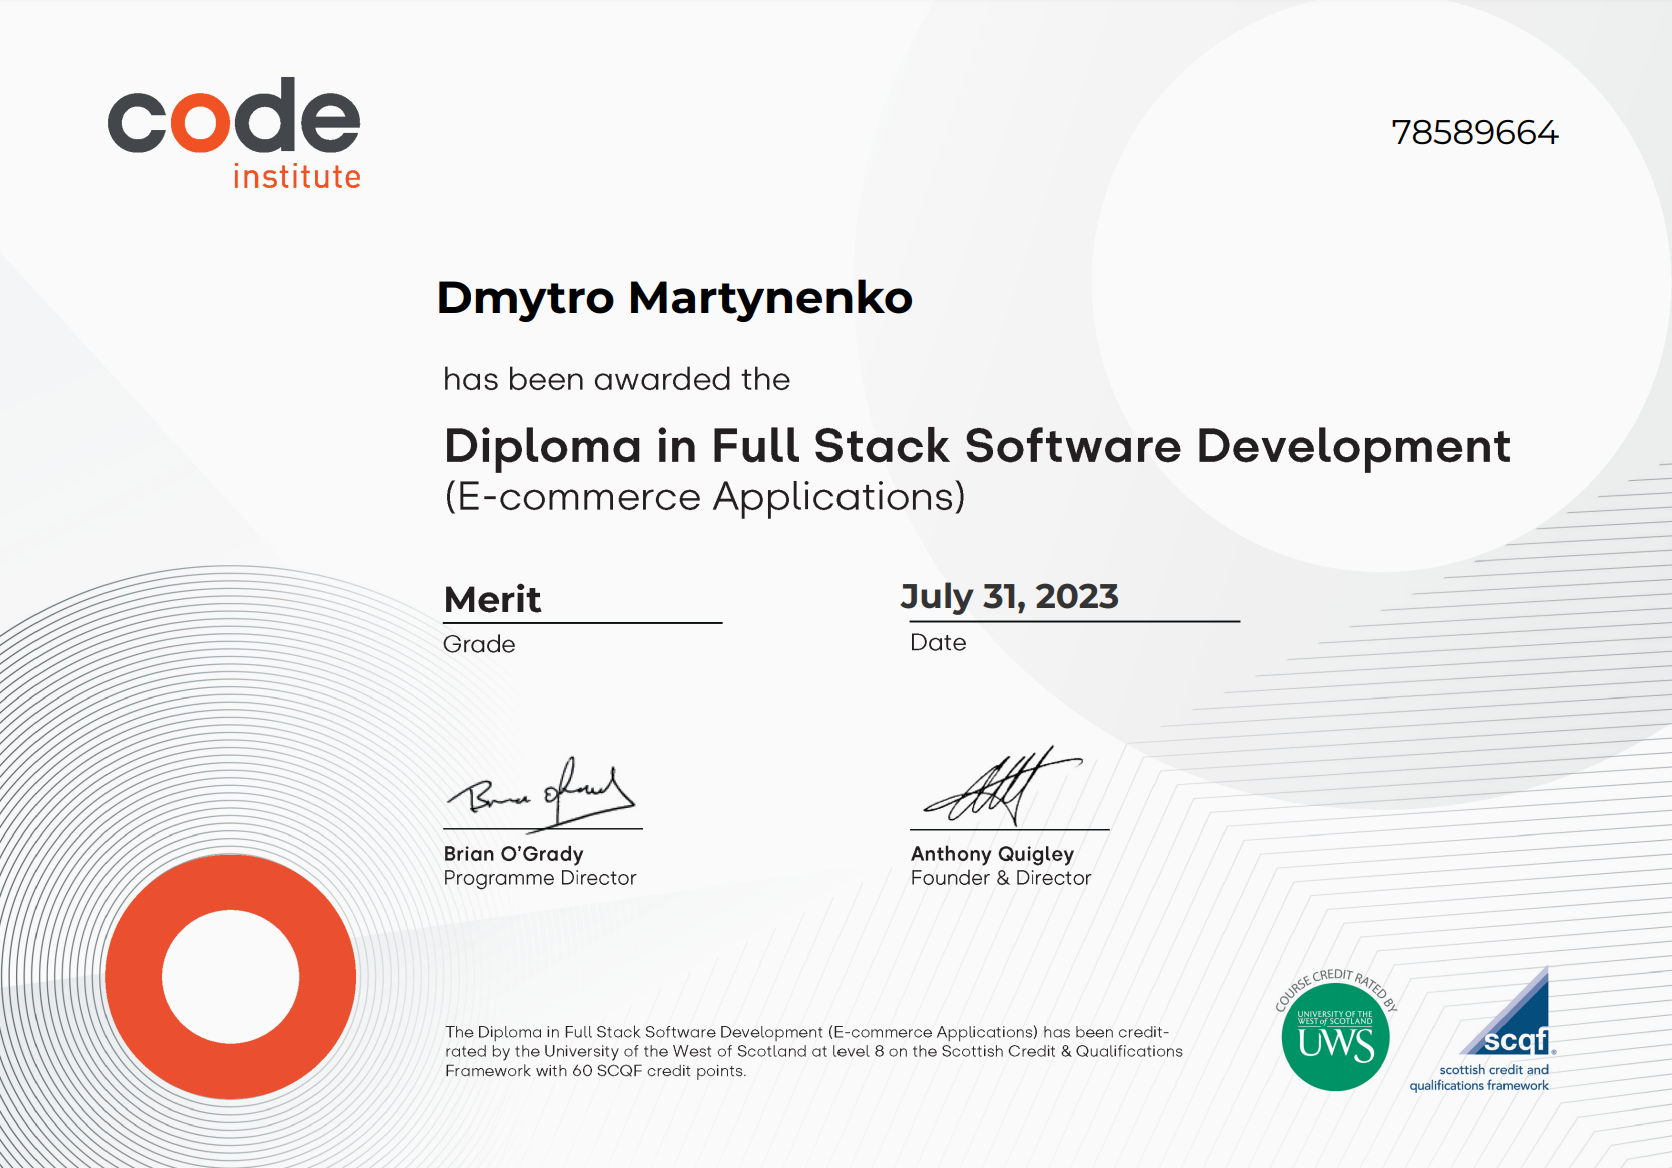 code
institute
78589664
Dmytro Martynenko
has been awarded the
Diploma in Full Stack Software Development
(E-commerce Applications)
Merit
Grade
July 31, 2023
Date
Brian O'Grady
Programme Director
Anthony Quigley
Founder & Director
The Diploma in Full Stack Software Development (E-commerce Applications) has been credit-
rated by the University of the West of Scotland at level 8 on the Scottish Credit & Qualifications
Framework with 60 SCQF credit points.
COURSE CREDIT RATED BY
UNIVERSITY OF THE
WEST of SCOTLAND
UWS
scqf®
scottish credit and
qualifications framework